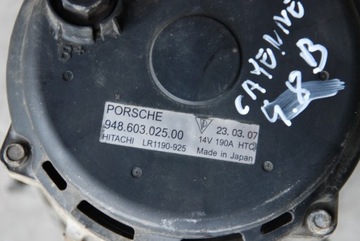 B+
CAYENNE
4.8 B
PORSCHE
23.03.07
948.603.025.00
14V 190A HTC
HITACHI LR1190-925
Made in Japan